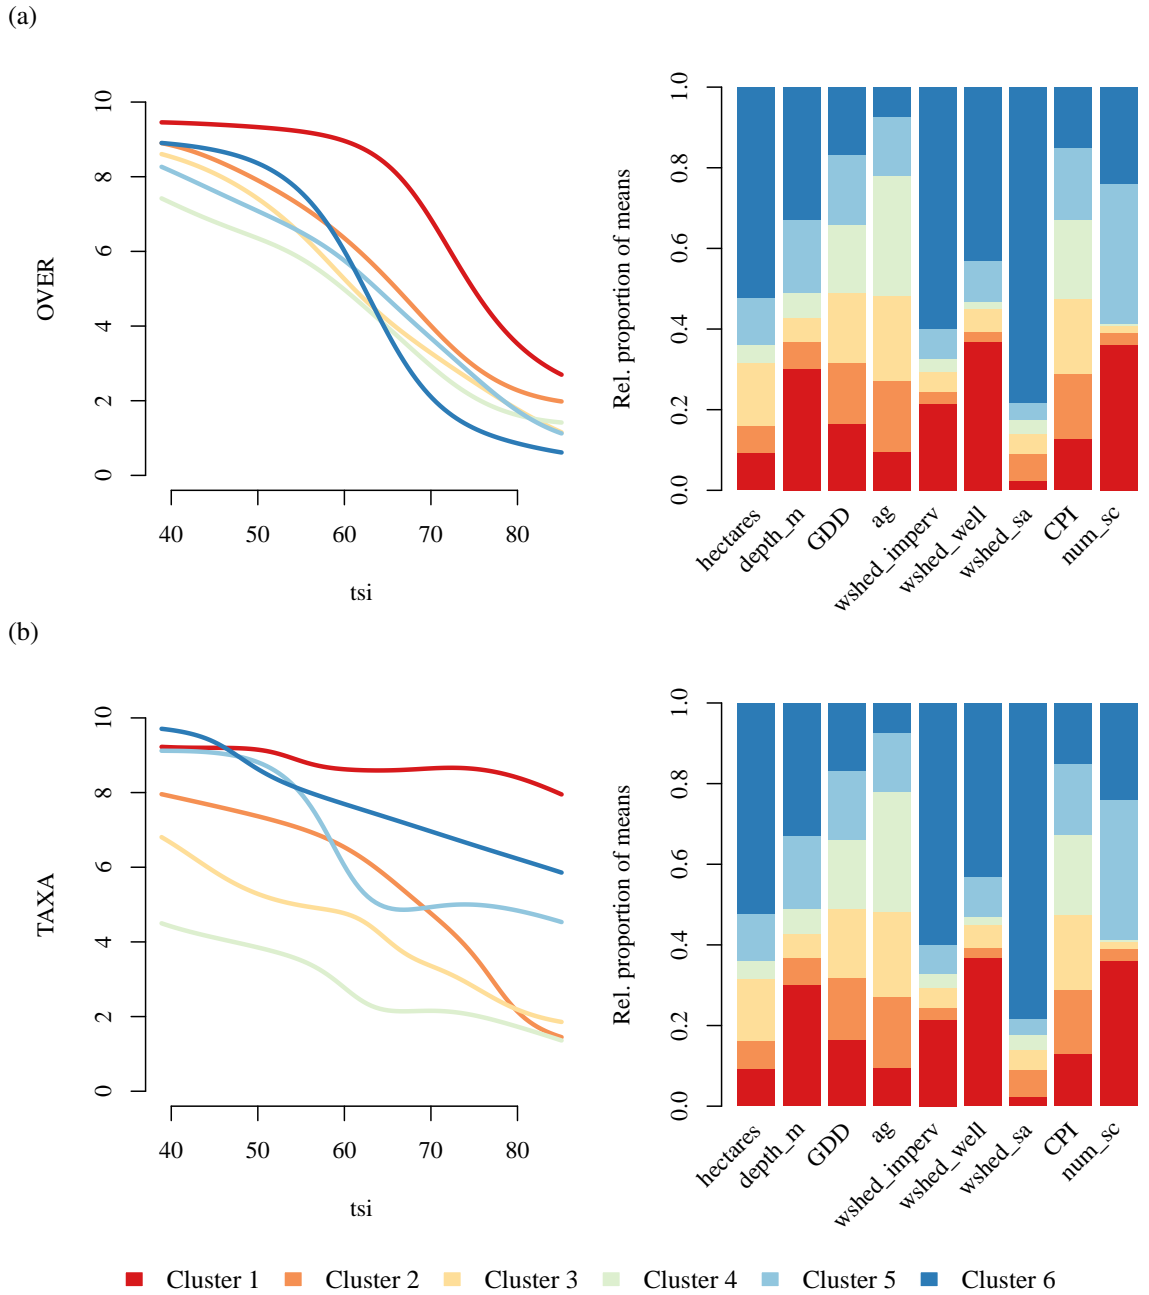 (a)
OVER
0
2
4
6
8
10
40 50 60 70 80
tsi
Rel. proportion of means
0.0
0.2
0.4
0.6
0.8
1.0
hectares
depth_m
GDD
ag
wshed_imperv
wshed_well
wshed_sa
CPI
num_sc
(b)
TAXA
0
2
4
6
8
10
40 50 60 70 80
tsi
Rel. proportion of means
0.0
0.2
0.4
0.6
0.8
1.0
hectares
depth_m
GDD
ag
wshed_imperv
wshed_well
wshed_sa
CPI
num_sc
Cluster 1 Cluster 2 Cluster 3 Cluster 4 Cluster 5 Cluster 6